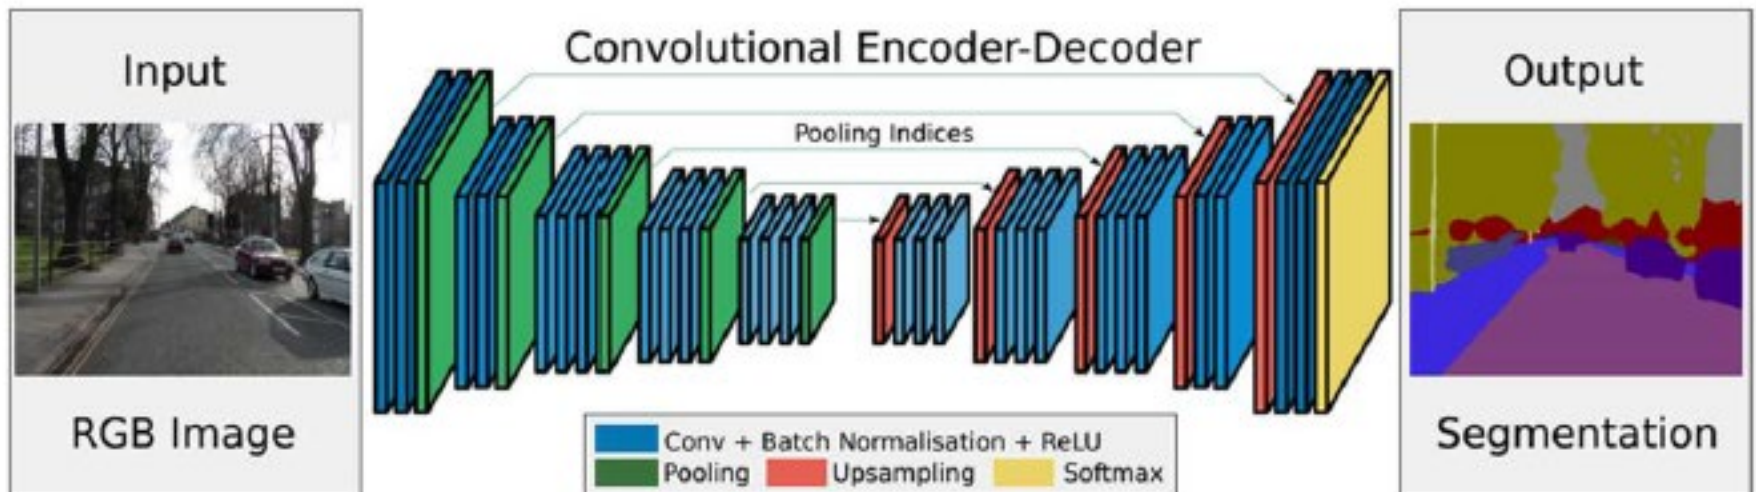 Input
RGB Image
Convolutional Encoder-Decoder
Pooling Indices
Conv + Batch Normalisation + ReLU
Pooling Upsampling Softmax
Output
Segmentation